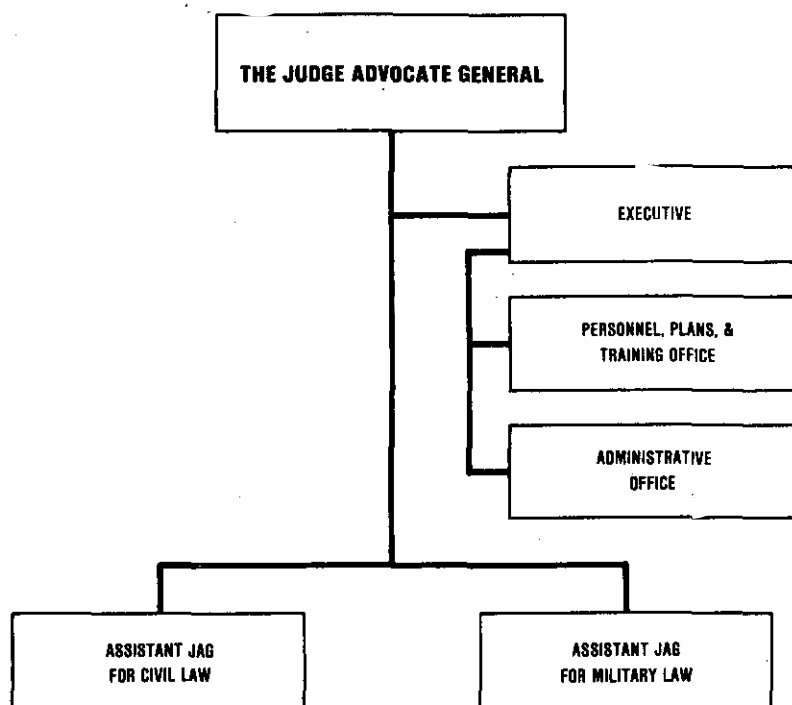 THE JUDGE ADVOCATE GENERAL
EXECUTIVE
PERSONNEL, PLANS, &
TRAINING OFFICE
ADMINISTRATIVE
OFFICE
ASSISTANT JAG
FOR CIVIL LAW
ASSISTANT JAG
FOR MILITARY LAW